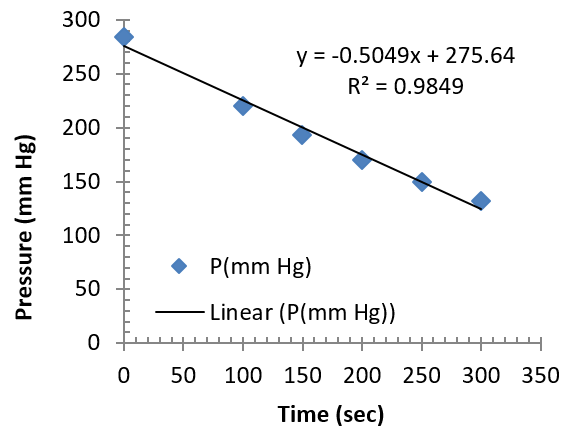 300
250
200
150
100
50
0
y = -0.5049x + 275.64
R² = 0.9849
Pressure (mm Hg)
P(mm Hg)
Linear (P(mm Hg))
0 50 100 150 200 250 300 350
Time (sec)